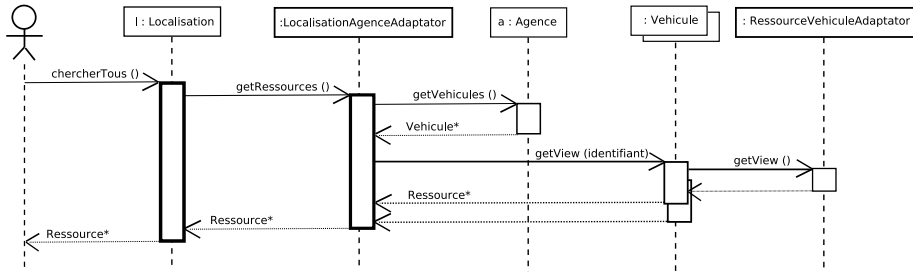 l : Localisation
:LocalisationAgenceAdaptator
a : Agence
: Vehicule
: RessourceVehiculeAdaptator
chercherTous ()
getRessources ()
getVehicules ()
Vehicule*
getView (identifiant)
getView ()
Ressource*
Ressource*
Ressource*